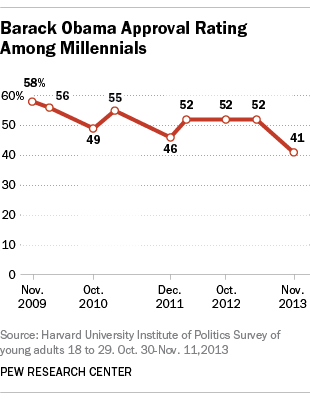 Barack Obama Approval Rating
Among Millennials
58%
60%
56
55
52
52
52
50
49
46
41
40
30
20
10
0
Nov. Oct. Dec. Oct. Nov.
2009 2010 2011 2012 2013
Source: Harvard University Institute of Politics Survey of
young adults 18 to 29. Oct. 30-Nov. 11,2013
PEW RESEARCH CENTER